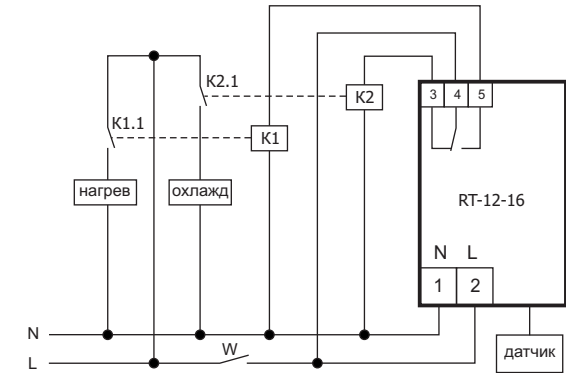 K2.1
K2
3 4 5
K1.1
K1
нагрев
охлажд
RT-12-16
N L
1 2
N
W
L
датчик